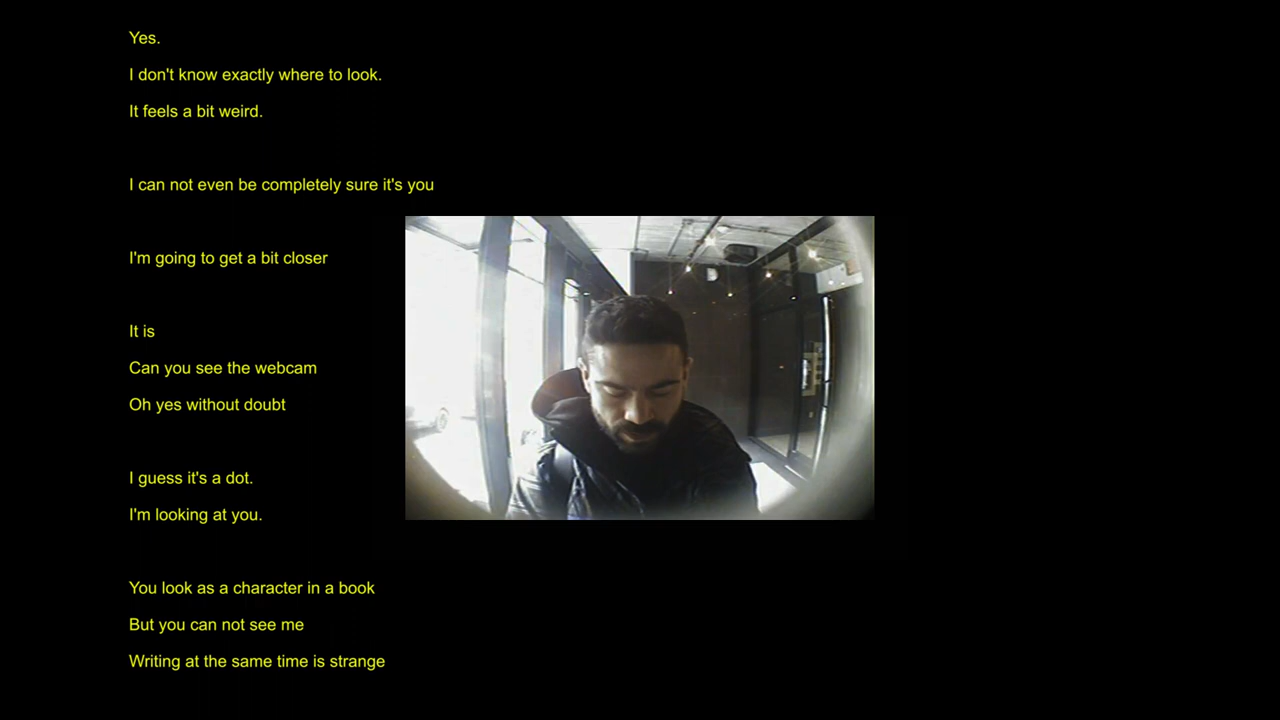 Yes.
I don't know exactly where to look.
It feels a bit weird.
I can not even be completely sure it's you
I'm going to get a bit closer
It is
Can you see the webcam
Oh yes without doubt
I guess it's a dot.
I'm looking at you.
You look as a character in a book
But you can not see me
Writing at the same time is strange